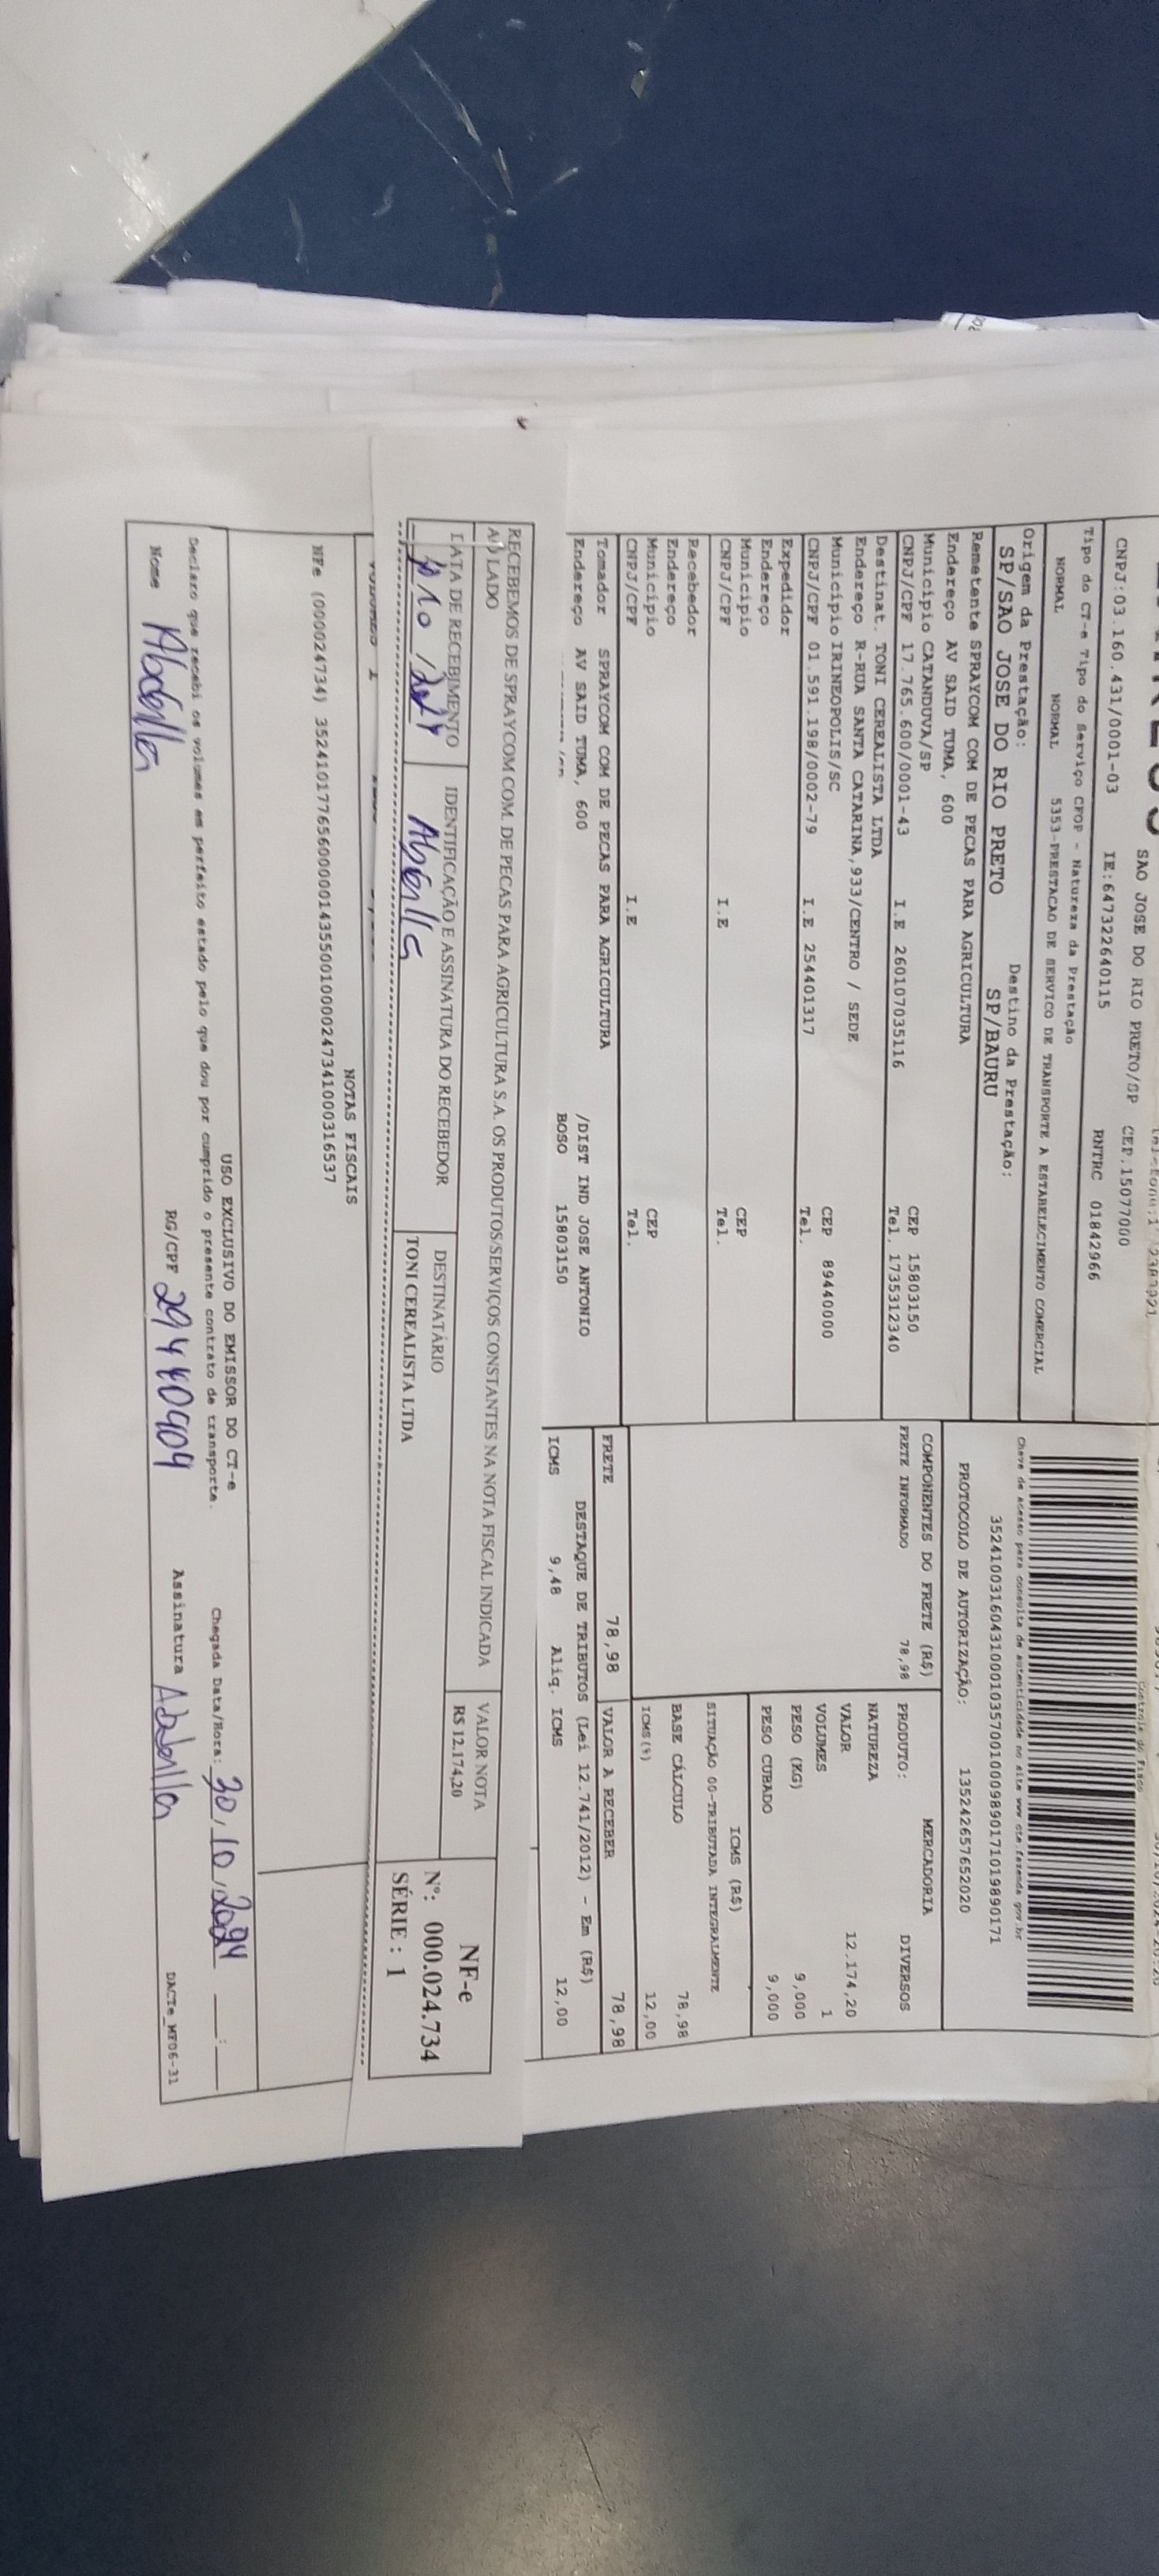 SAO JOSE DO RIO PRETO/SP CEP.15077000
CNPJ:03.160.431/0001-03 IE:647322640115 RNTRC 01842966
Tipo do CT-e Tipo do Serviço CFOP - Natureza da Prestação
NORMAL NORMAL 5353-PRESTACAO DE SERVICO DE TRANSPORTE A ESTABELECIMENTO COMERCIAL
Origem da Prestação: Destino da Prestação:
SP/SAO JOSE DO RIO PRETO SP/BAURU
Remetente SPRAYCOM COM DE PECAS PARA AGRICULTURA
Endereço AV SAID TUMA, 600
Município CATANDUVA/SP CEP 15803150
CNPJ/CPF 17.765.600/0001-43 I.E 260107035116 Tel. 1735312340
Destinat. TONI CEREALISTA LTDA
Endereço R-RUA SANTA CATARINA,933/CENTRO / SEDE
Município IRINEOPOLIS/SC CEP 89440000
CNPJ/CPF 01.591.198/0002-79 I.E 254401317 Tel.
Expedidor
Endereço
Município CEP
CNPJ/CPF I.E Tel.
Recebedor
Endereço
Município CEP
CNPJ/CPF I.E Tel.
Tomador SPRAYCOM COM DE PECAS PARA AGRICULTURA
Endereço AV SAID TUMA, 600 /DIST IND JOSE ANTONIO
BOSO 15803150
Controle do Fisco
Chave de acesso para consulta de autenticidade no site www.cte.fazenda.gov.br
35241003160431000103570010009890171019890171
PROTOCOLO DE AUTORIZAÇÃO: 135242657652020
COMPONENTES DO FRETE (R$) MERCADORIA
FRETE INFORMADO 78,98 PRODUTO: DIVERSOS
NATUREZA
VALOR 12.174,20
VOLUMES 1
PESO (KG) 9,000
PESO CUBADO 9,000
ICMS (R$)
SITUAÇÃO 00-TRIBUTADA INTEGRALMENTE
BASE CÁLCULO 78,98
ICMS(%) 12,00
FRETE 78,98 VALOR A RECEBER 78,98
DESTAQUE DE TRIBUTOS (Lei 12.741/2012) - Em (R$)
ICMS 9,48 Aliq. ICMS 12,00
RECEBEMOS DE SPRAYCOM COM. DE PECAS PARA AGRICULTURA S.A. OS PRODUTOS/SERVIÇOS CONSTANTES NA NOTA FISCAL INDICADA
AO LADO
VALOR NOTA
R$ 12.174,20
NF-e
Nº: 000.024.734
SÉRIE : 1
DATA DE RECEBIMENTO IDENTIFICAÇÃO E ASSINATURA DO RECEBEDOR DESTINATÁRIO
TONI CEREALISTA LTDA
NOTAS FISCAIS
NFe (000024734) 35241017765600000143550010000247341000316537
USO EXCLUSIVO DO EMISSOR DO CT-e
Declaro que recebi os volumes em perfeito estado pelo que dou por cumprido o presente contrato de transporte. Chegada Data/Hora: 30/10/2024 __:__
Nome RG/CPF 29440909 Assinatura
DACTe_MT06-31